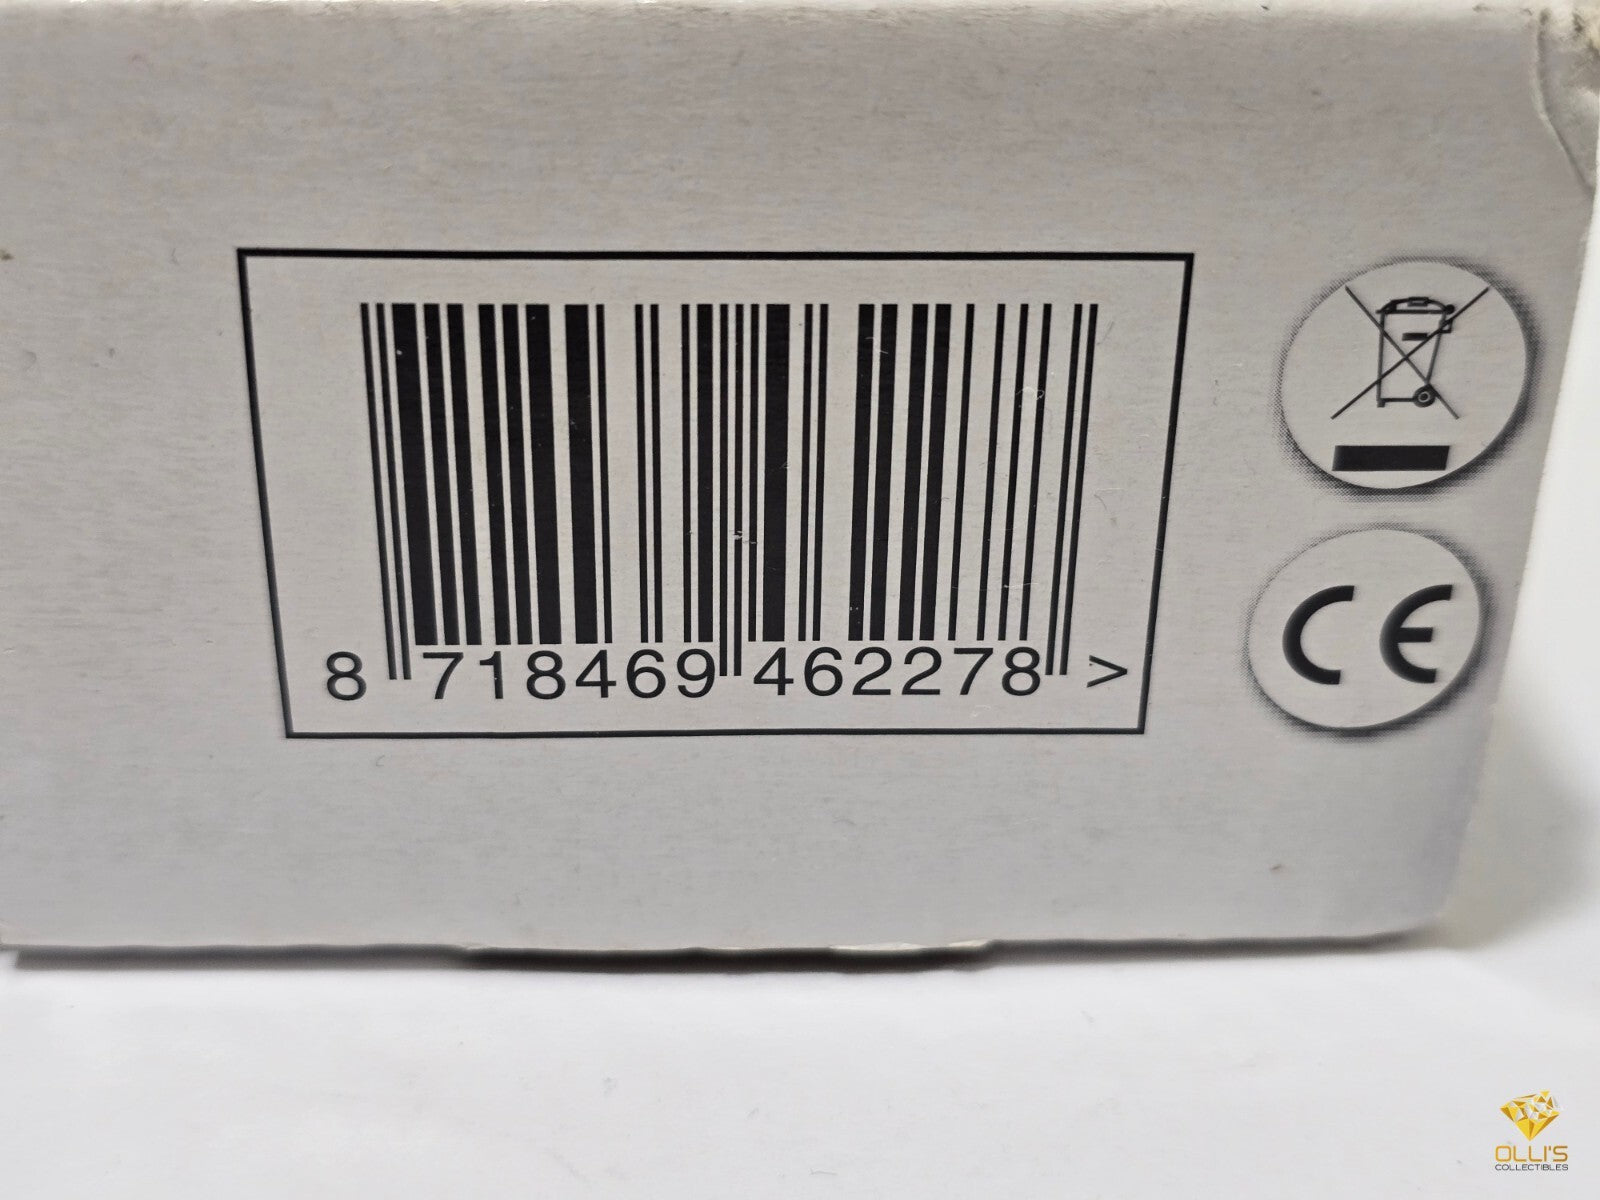 8 718469 462278 >
CE
OLLI'S
COLLECTIBLES